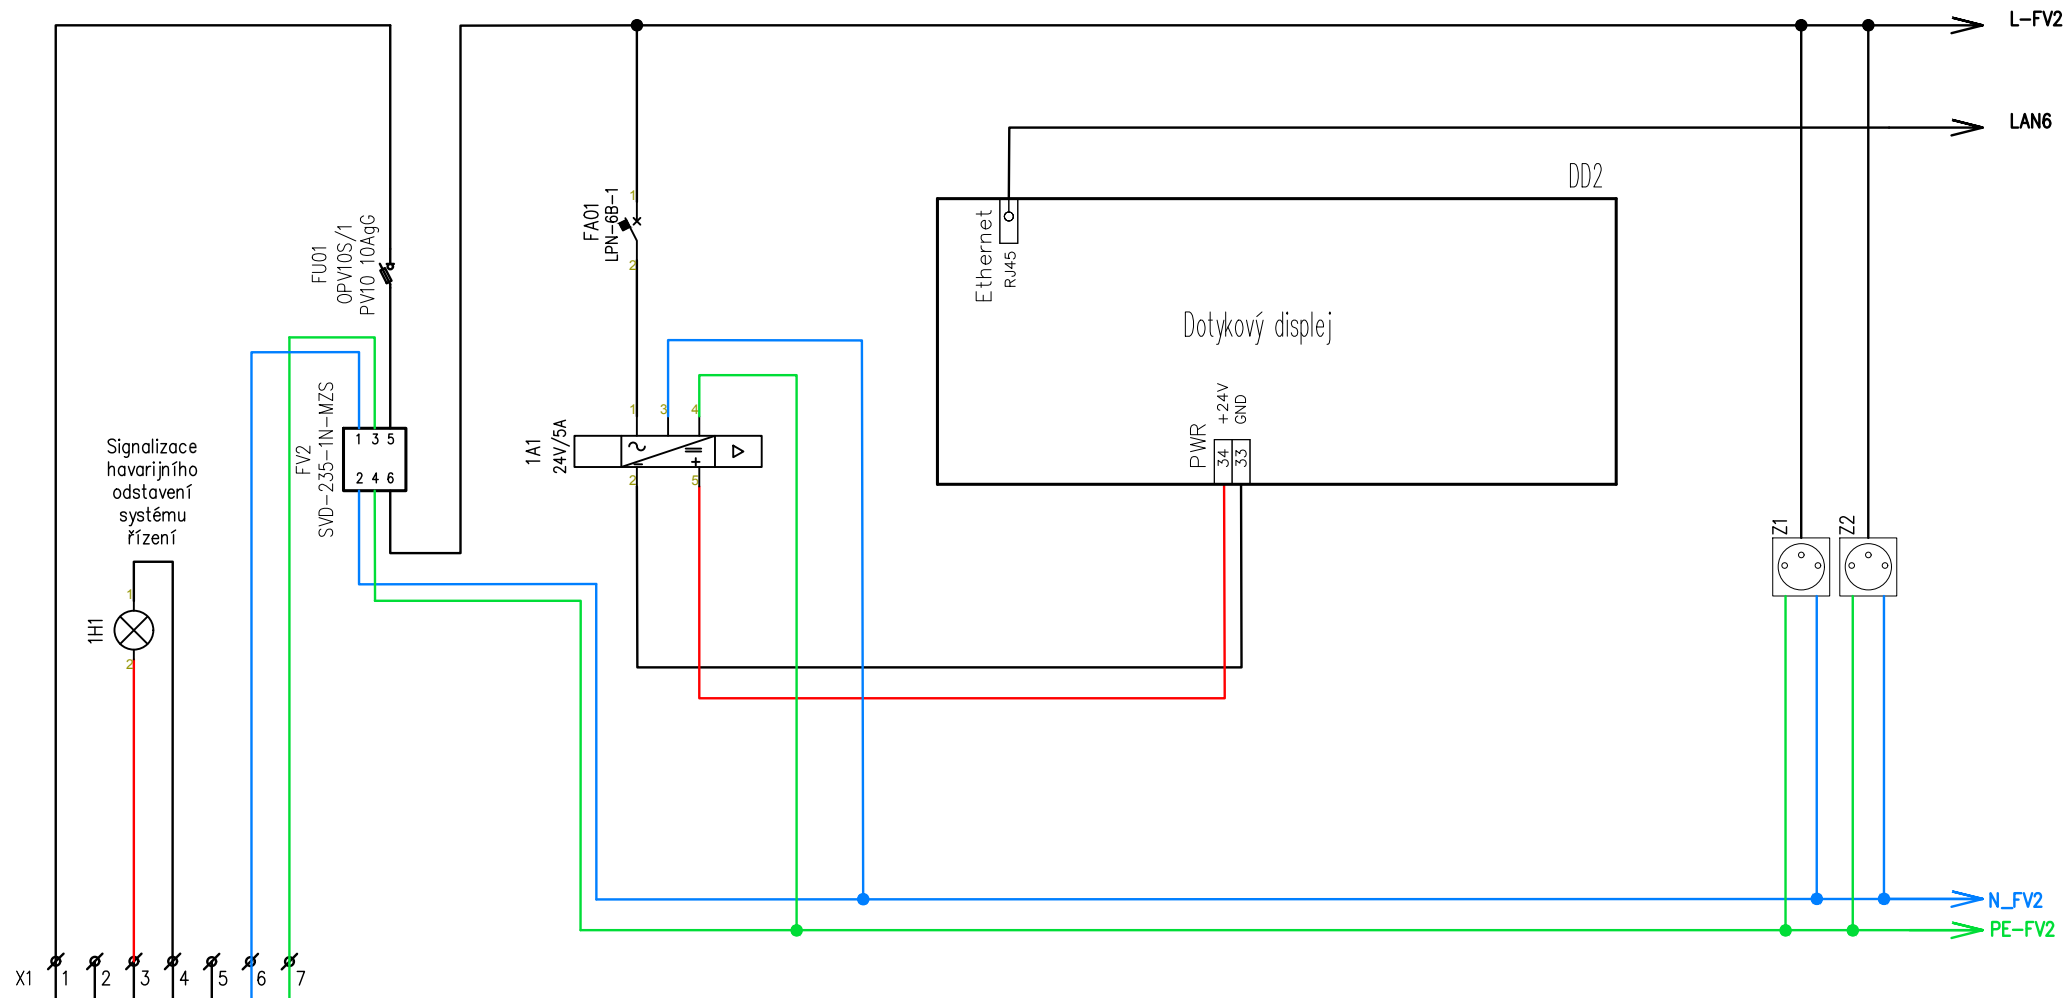 L-FV2
LAN6
DD2
Ethernet
RJ45
Dotykový displej
PWR
+24V
GND
34
33
FU01
OPV10S/1
PV10 10AgG
FA01
LPN-6B-1
1
2
FV2
SVD-235-1N-MZS
1 3 5
2 4 6
1A1
24V/5A
1
3
4
2
5
Signalizace
havarijního
odstavení
systému
řízení
1H1
1
2
Z1
Z2
N_FV2
PE-FV2
X1 1 2 3 4 5 6 7